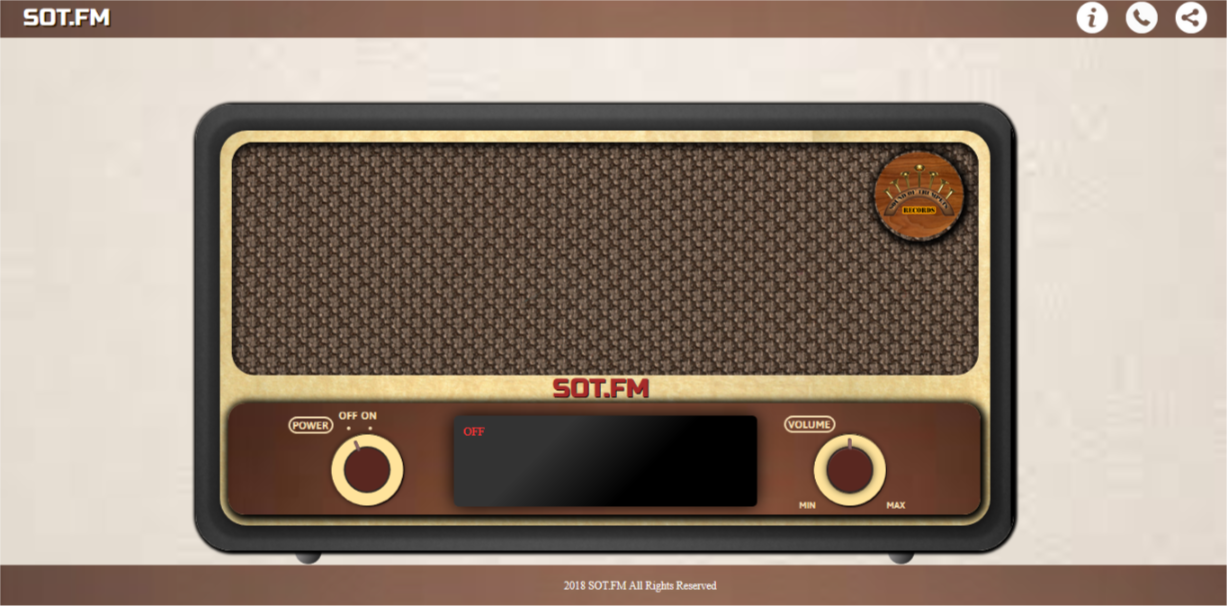 SOT.FM
RECORDS
SOT.FM
POWER
OFF ON
OFF
VOLUME
MIN
MAX
2018 SOT.FM All Rights Reserved